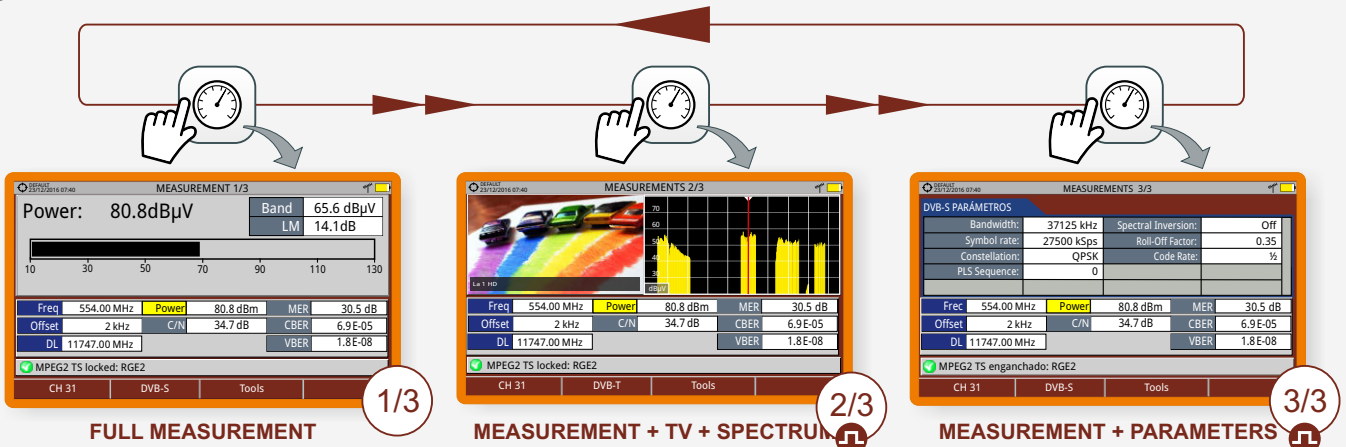 DEFAULT
23/12/2016 07:40
MEASUREMENT 1/3
Power: 80.8dBµV
Band 65.6 dBµV
LM 14.1dB
10 30 50 70 90 110 130
Freq 554.00 MHz Power 80.8 dBm MER 30.5 dB
Offset 2 kHz C/N 34.7 dB CBER 6.9E-05
DL 11747.00 MHz VBER 1.8E-08
MPEG2 TS locked: RGE2
CH 31 DVB-S Tools
1/3
FULL MEASUREMENT
DEFAULT
23/12/2016 07:40
MEASUREMENTS 2/3
70
60
50
40
30
dBµV
La 1 HD
Freq 554.00 MHz Power 80.8 dBm MER 30.5 dB
Offset 2 kHz C/N 34.7 dB CBER 6.9E-05
DL 11747.00 MHz VBER 1.8E-08
MPEG2 TS locked: RGE2
CH 31 DVB-T Tools
2/3
MEASUREMENT + TV + SPECTRUM
DEFAULT
23/12/2016 07:40
MEASUREMENTS 3/3
DVB-S PARÁMETROS
Bandwidth: 37125 kHz Spectral Inversion: Off
Symbol rate: 27500 kSps Roll-Off Factor: 0.35
Constellation: QPSK Code Rate: ½
PLS Sequence: 0
Frec 554.00 MHz Power 80.8 dBm MER 30.5 dB
Offset 2 kHz C/N 34.7 dB CBER 6.9E-05
DL 11747.00 MHz VBER 1.8E-08
MPEG2 TS enganchado: RGE2
CH 31 DVB-S Tools
3/3
MEASUREMENT + PARAMETERS